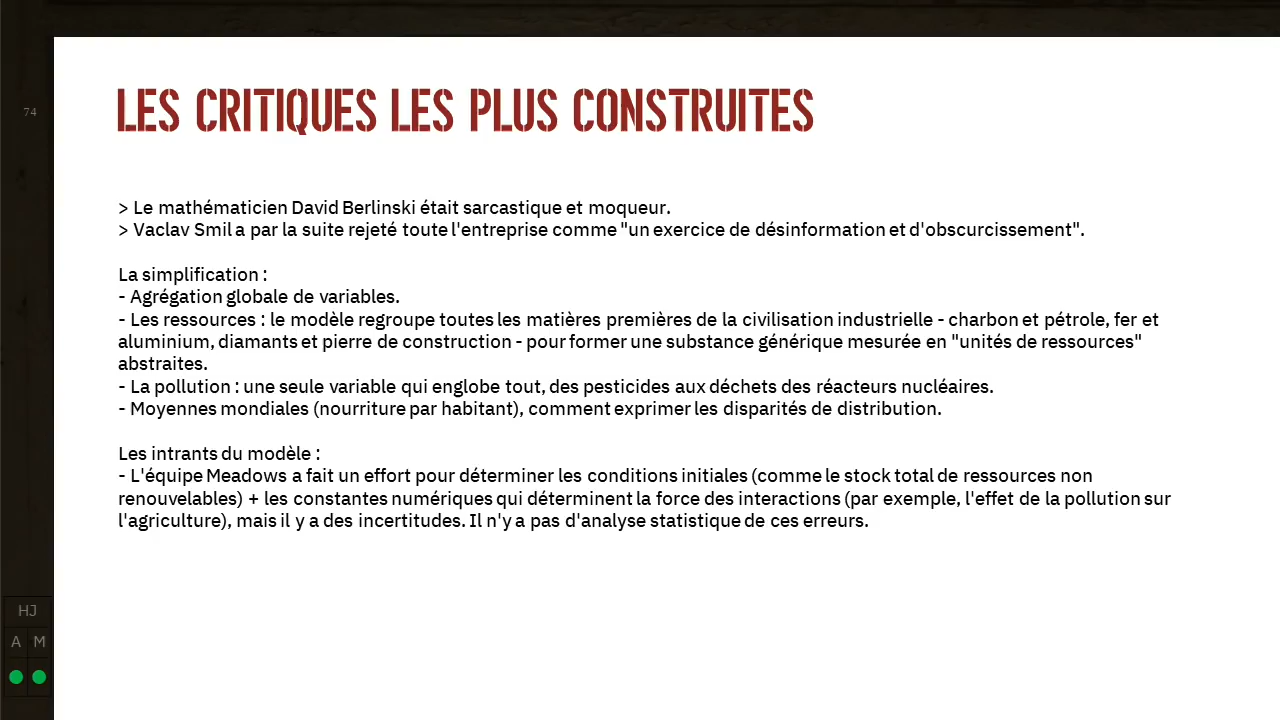 74
LES CRITIQUES LES PLUS CONSTRUITES
> Le mathématicien David Berlinski était sarcastique et moqueur.
> Vaclav Smil a par la suite rejeté toute l'entreprise comme "un exercice de désinformation et d'obscurcissement".
La simplification :
- Agrégation globale de variables.
- Les ressources : le modèle regroupe toutes les matières premières de la civilisation industrielle - charbon et pétrole, fer et
aluminium, diamants et pierre de construction - pour former une substance générique mesurée en "unités de ressources"
abstraites.
- La pollution : une seule variable qui englobe tout, des pesticides aux déchets des réacteurs nucléaires.
- Moyennes mondiales (nourriture par habitant), comment exprimer les disparités de distribution.
Les intrants du modèle :
- L'équipe Meadows a fait un effort pour déterminer les conditions initiales (comme le stock total de ressources non
renouvelables) + les constantes numériques qui déterminent la force des interactions (par exemple, l'effet de la pollution sur
l'agriculture), mais il y a des incertitudes. Il n'y a pas d'analyse statistique de ces erreurs.
HJ
A M